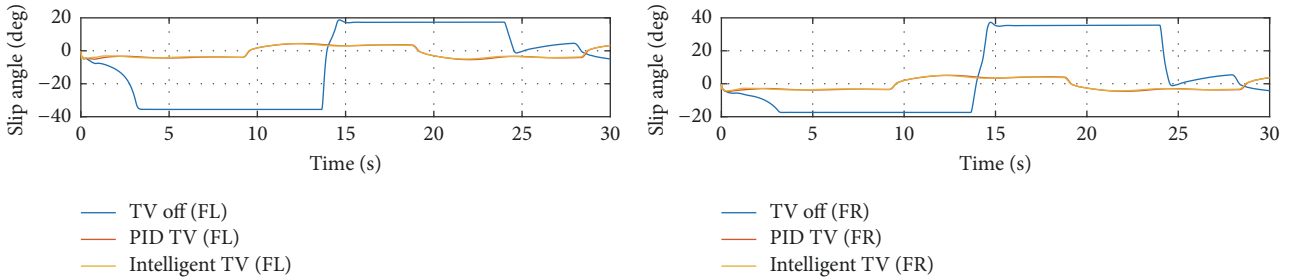 Slip angle (deg)
20
0
−20
−40
0
5
10
15
20
25
30
Time (s)
TV off (FL)
PID TV (FL)
Intelligent TV (FL)
Slip angle (deg)
40
20
0
−20
0
5
10
15
20
25
30
Time (s)
TV off (FR)
PID TV (FR)
Intelligent TV (FR)